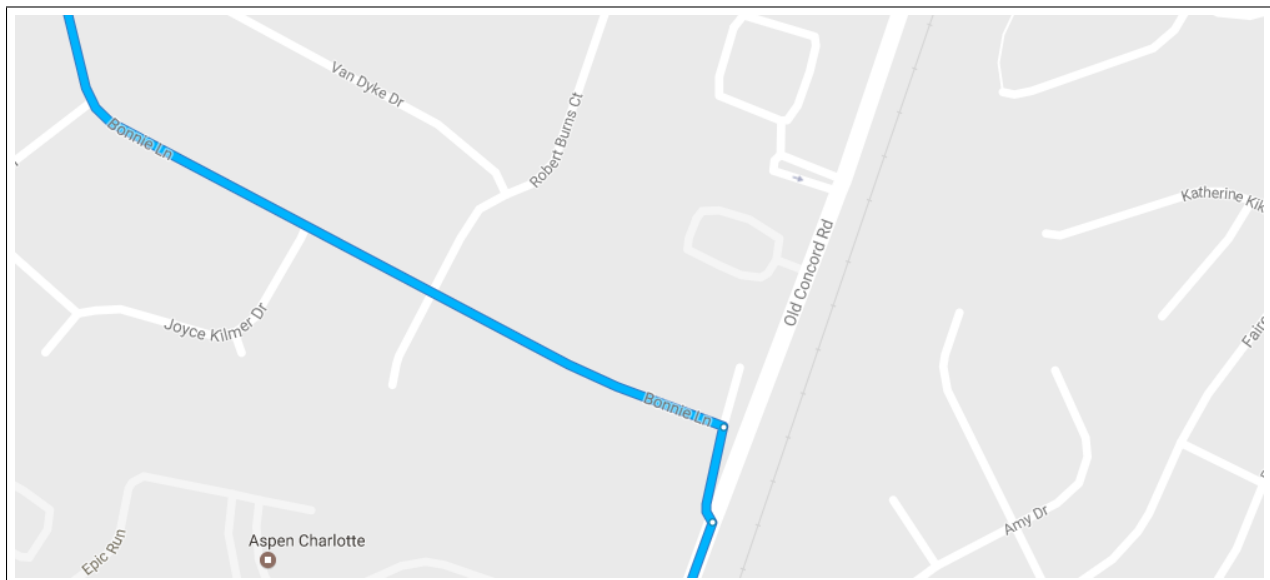 Van Dyke Dr
Bonnie Ln
Robert Burns Ct
Katherine Kik
Old Concord Rd
Joyce Kilmer Dr
Bonnie Ln
Amy Dr
Aspen Charlotte
Epic Run